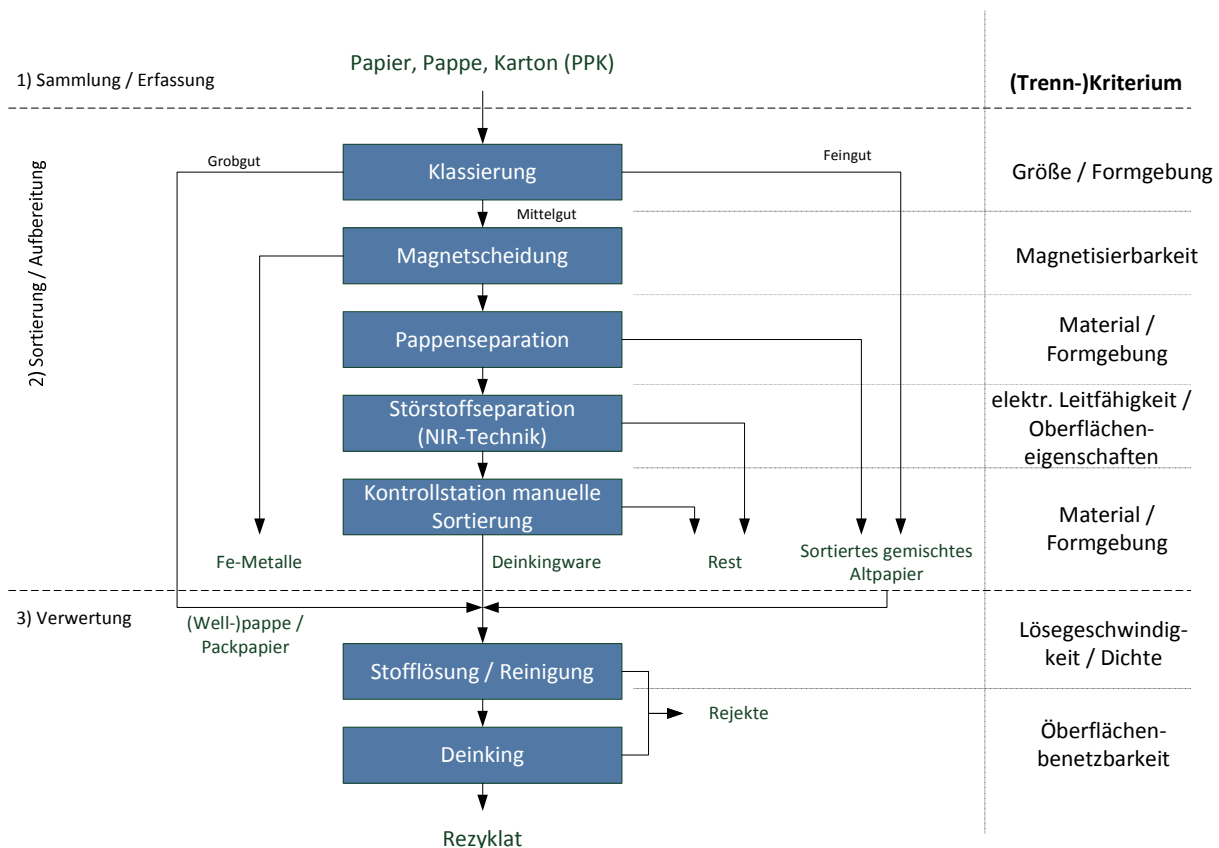 Papier, Pappe, Karton (PPK)
1) Sammlung / Erfassung
(Trenn-)Kriterium
2) Sortierung / Aufbereitung
Grobgut
Feingut
Klassierung
Größe / Formgebung
Mittelgut
Magnetscheidung
Magnetisierbarkeit
Pappenseparation
Material /
Formgebung
Störstoffseparation
(NIR-Technik)
elektr. Leitfähigkeit /
Oberflächen-
eigenschaften
Kontrollstation manuelle
Sortierung
Material /
Formgebung
Fe-Metalle
Deinkingware
Rest
Sortiertes gemischtes
Altpapier
3) Verwertung
(Well-)pappe /
Packpapier
Stofflösung / Reinigung
Lösegeschwindig-
keit / Dichte
Rejekte
Deinking
Öberflächen-
benetzbarkeit
Rezyklat